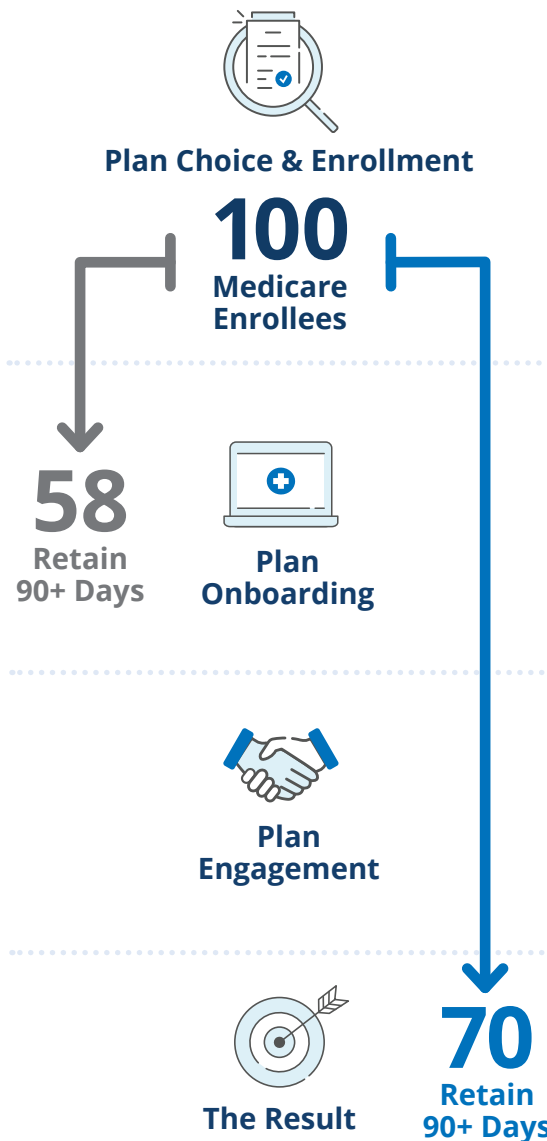 Plan Choice & Enrollment
100
Medicare
Enrollees
58
Retain
90+ Days
Plan
Onboarding
Plan
Engagement
The Result
70
Retain
90+ Days